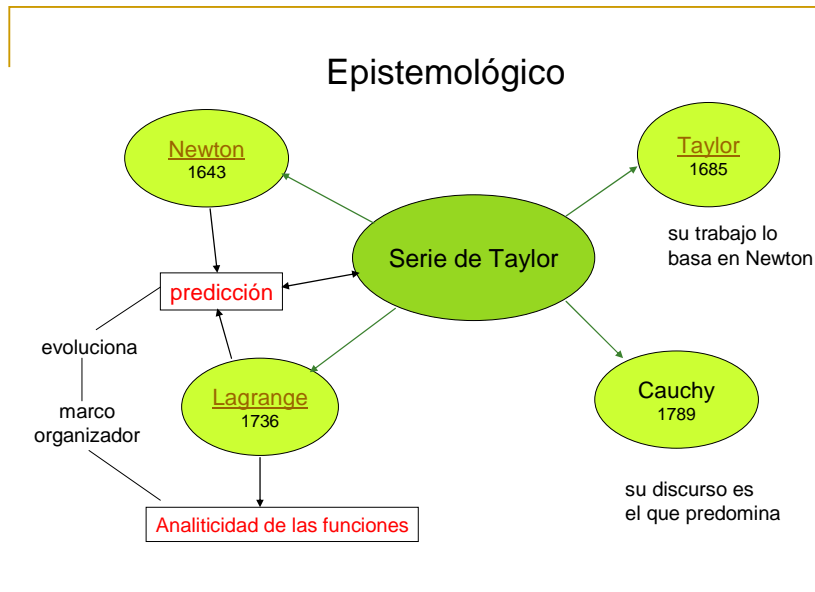 Epistemológico
Newton
1643
Taylor
1685
su trabajo lo
basa en Newton
Serie de Taylor
predicción
evoluciona
marco
organizador
Lagrange
1736
Cauchy
1789
su discurso es
el que predomina
Analiticidad de las funciones